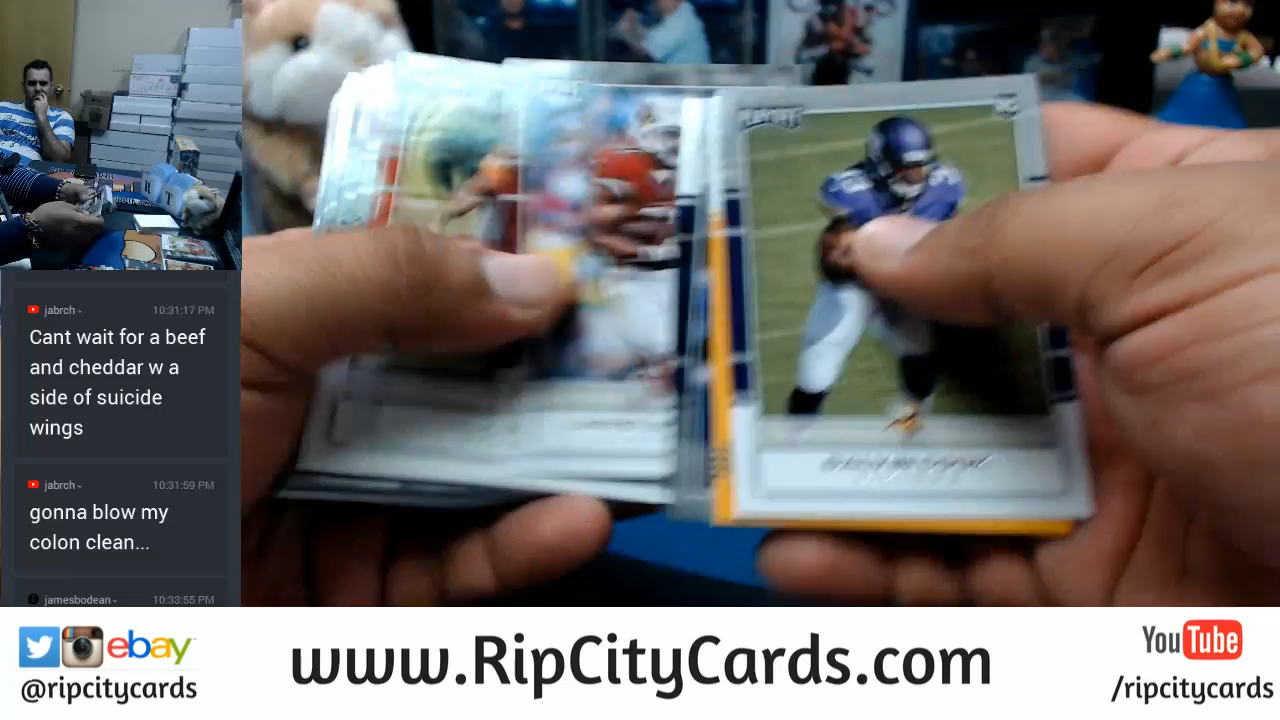 jabrch
10:31:17 PM
Cant wait for a beef
and cheddar w a
side of suicide
wings
jabrch
10:31:59 PM
gonna blow my
colon clean...
jamesbodean
10:33:55 PM
ebay
@ripcitycards
www.RipCityCards.com
YouTube
/ripcitycards